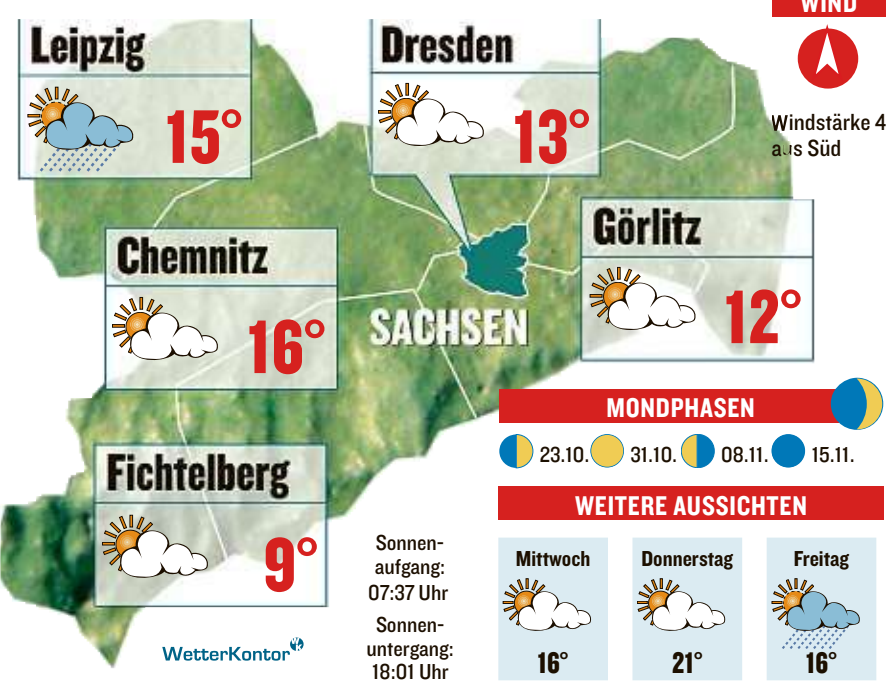 WIND
Windstärke 4
aus Süd
Leipzig
15°
Dresden
13°
Chemnitz
16°
Görlitz
12°
SACHSEN
Fichtelberg
9°
MONDPHASEN
23.10. 31.10. 08.11. 15.11.
WEITERE AUSSICHTEN
Mittwoch
16°
Donnerstag
21°
Freitag
16°
Sonnen-
aufgang:
07:37 Uhr
Sonnen-
untergang:
18:01 Uhr
WetterKontor